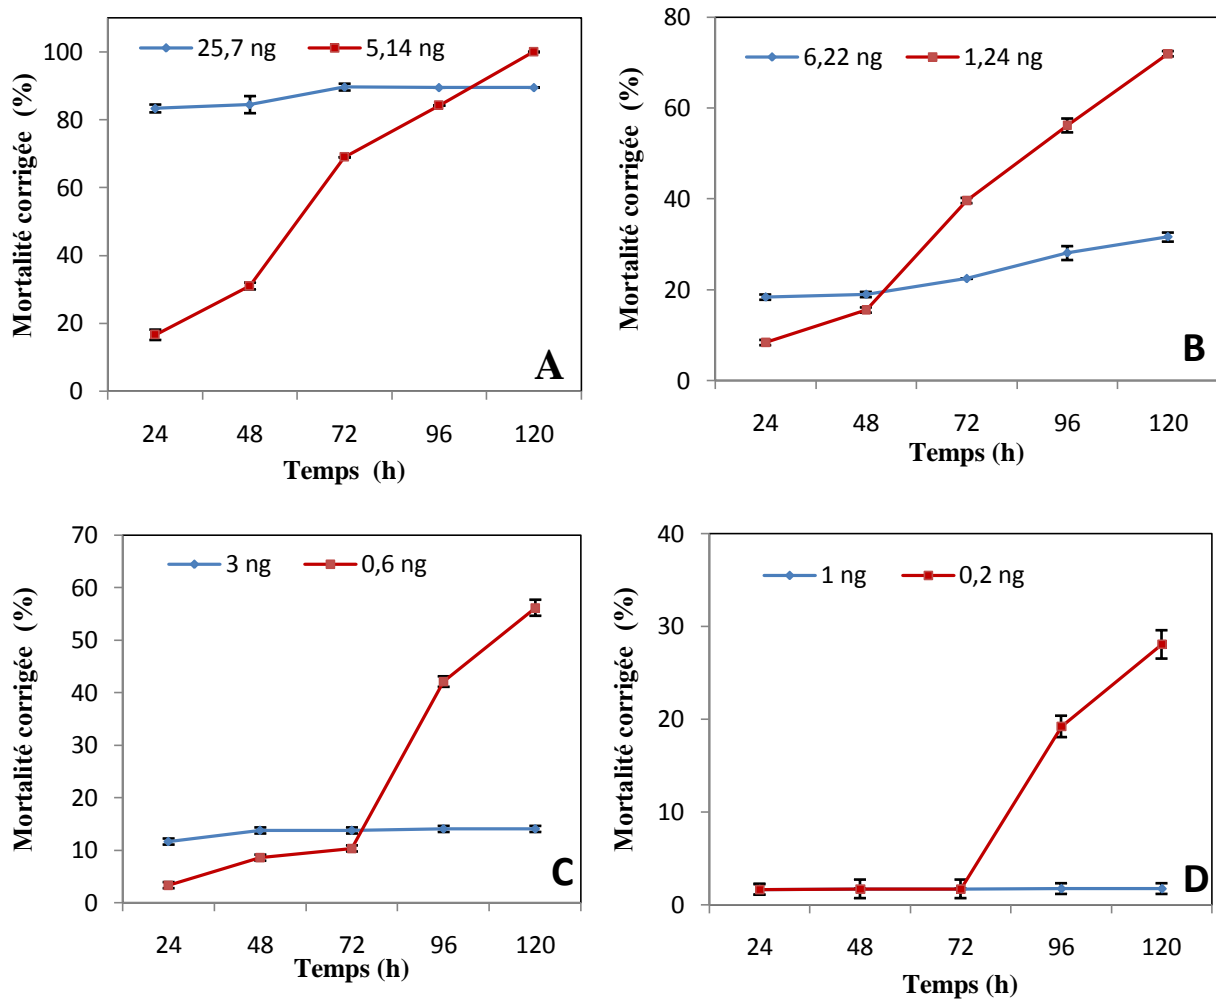 25,7 ng 5,14 ng
Mortalité corrigée (%)
100
80
60
40
20
0
A
24 48 72 96 120
Temps (h)
6,22 ng 1,24 ng
Mortalité corrigée (%)
80
60
40
20
0
B
24 48 72 96 120
Temps (h)
3 ng 0,6 ng
Mortalité corrigée (%)
70
60
50
40
30
20
10
0
C
24 48 72 96 120
Temps (h)
1 ng 0,2 ng
Mortalité corrigée (%)
40
30
20
10
0
D
24 48 72 96 120
Temps (h)